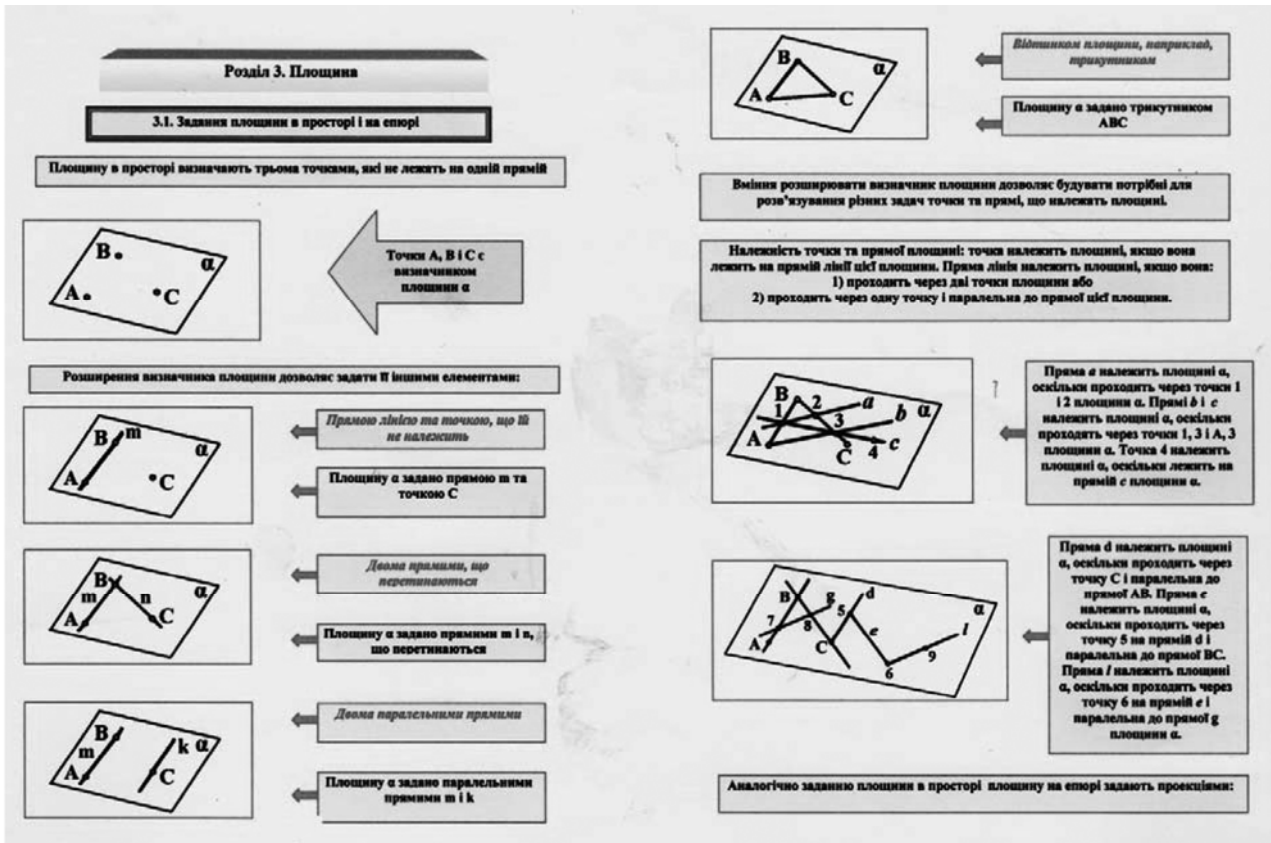 Розділ 3. Площина
3.1. Задання площини в просторі і на епюрі
Площину в просторі визначають трьома точками, які не лежать на одній прямій
B
α
A
C
Точки A, B і C є
визначником
площини α
Розширення визначника площини дозволяє задати її іншими елементами:
B
m
α
A
C
Прямою лінією та точкою, що їй
не належить
Площину α задано прямою m та
точкою C
B
m
n
α
A
C
Двома прямими, що
перетинаються
Площину α задано прямими m і n,
що перетинаються
B
m
k
α
A
C
Двома паралельними прямими
Площину α задано паралельними
прямими m і k
B
α
A
C
Відтинком площини, наприклад,
трикутником
Площину α задано трикутником
ABC
Вміння розширювати визначник площини дозволяє будувати потрібні для
розв’язування різних задач точки та прямі, що належать площині.
Належність точки та прямої площині: точка належить площині, якщо вона
лежить на прямій лінії цієї площини. Пряма лінія належить площині, якщо вона:
1) проходить через дві точки площини або
2) проходить через одну точку і паралельна до прямої цієї площини.
B
1
2
a
3
b
α
A
C
4
c
Пряма a належить площині α,
оскільки проходить через точки 1
і 2 площини α. Прямі b і c
належить площині α, оскільки
проходять через точки 1, 3 і A, 3
площини α. Точка 4 належить
площині α, оскільки лежить на
прямій c площини α.
B
g
d
5
α
7
8
e
l
A
C
9
6
Пряма d належить площині
α, оскільки проходить через
точку C і паралельна до
прямої AB. Пряма e
належить площині α,
оскільки проходить через
точку 5 на прямій d і
паралельна до прямої BC.
Пряма l належить площині
α, оскільки проходить через
точку 6 на прямій e і
паралельна до прямої g
площини α.
Аналогічно заданню площини в просторі площину на епюрі задають проекціями: